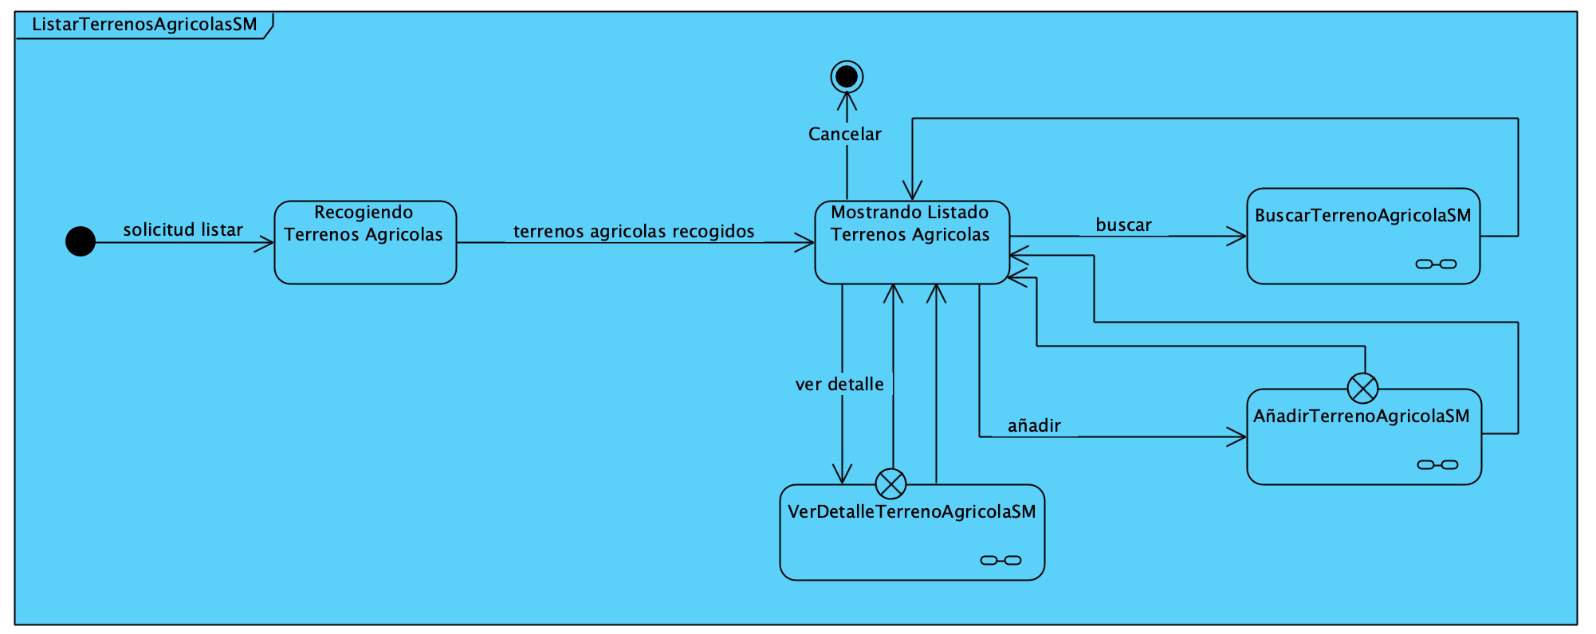 ListarTerrenosAgricolasSM
Cancelar
solicitud listar
Recogiendo
Terrenos Agricolas
terrenos agricolas recogidos
Mostrando Listado
Terrenos Agricolas
buscar
BuscarTerrenoAgricolaSM
ver detalle
añadir
AñadirTerrenoAgricolaSM
VerDetalleTerrenoAgricolaSM